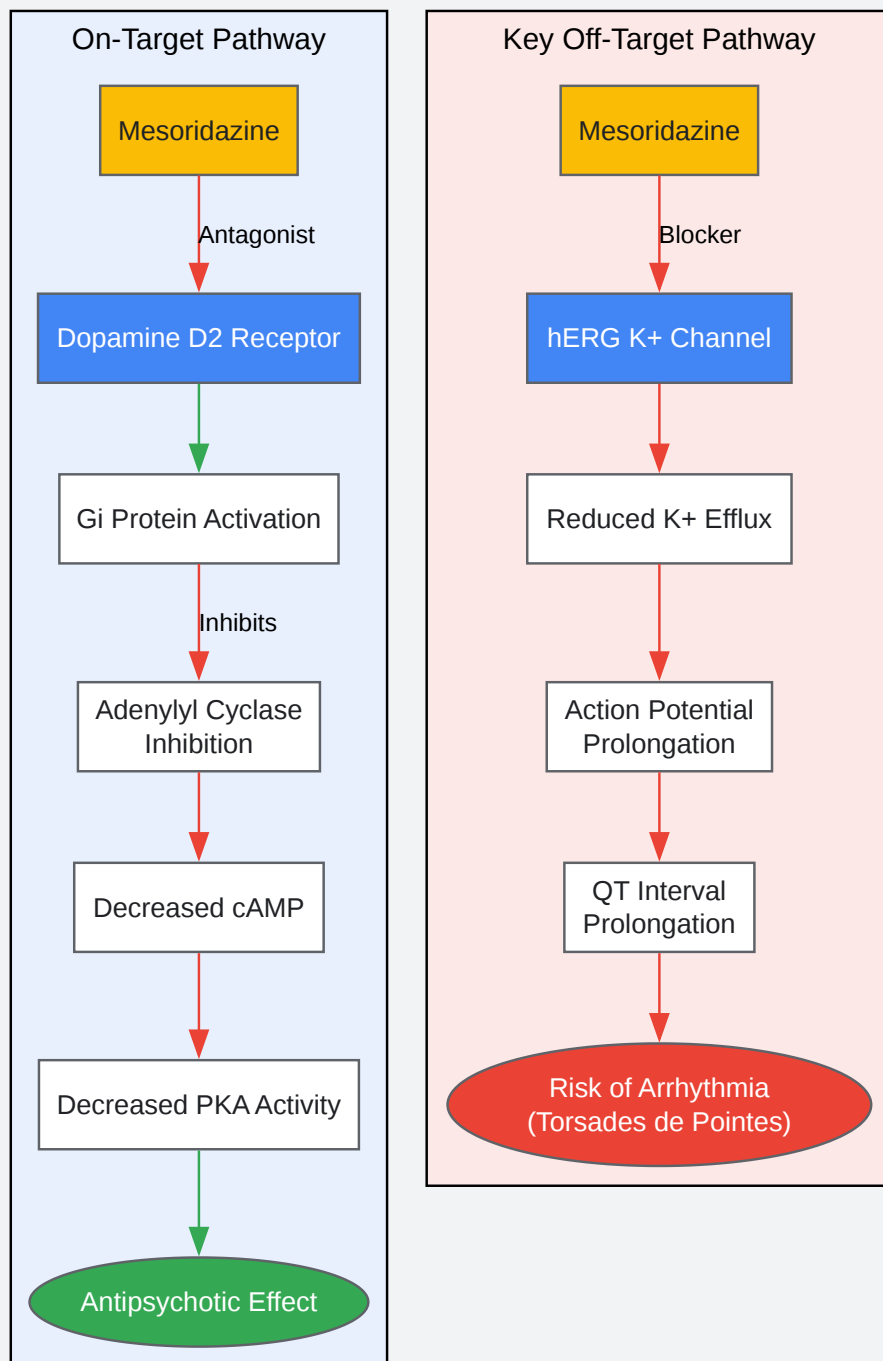 On-Target Pathway
Mesoridazine
Antagonist
Dopamine D2 Receptor
Gi Protein Activation
Inhibits
Adenylyl Cyclase
Inhibition
Decreased cAMP
Decreased PKA Activity
Antipsychotic Effect
Key Off-Target Pathway
Mesoridazine
Blocker
hERG K+ Channel
Reduced K+ Efflux
Action Potential
Prolongation
QT Interval
Prolongation
Risk of Arrhythmia
(Torsades de Pointes)